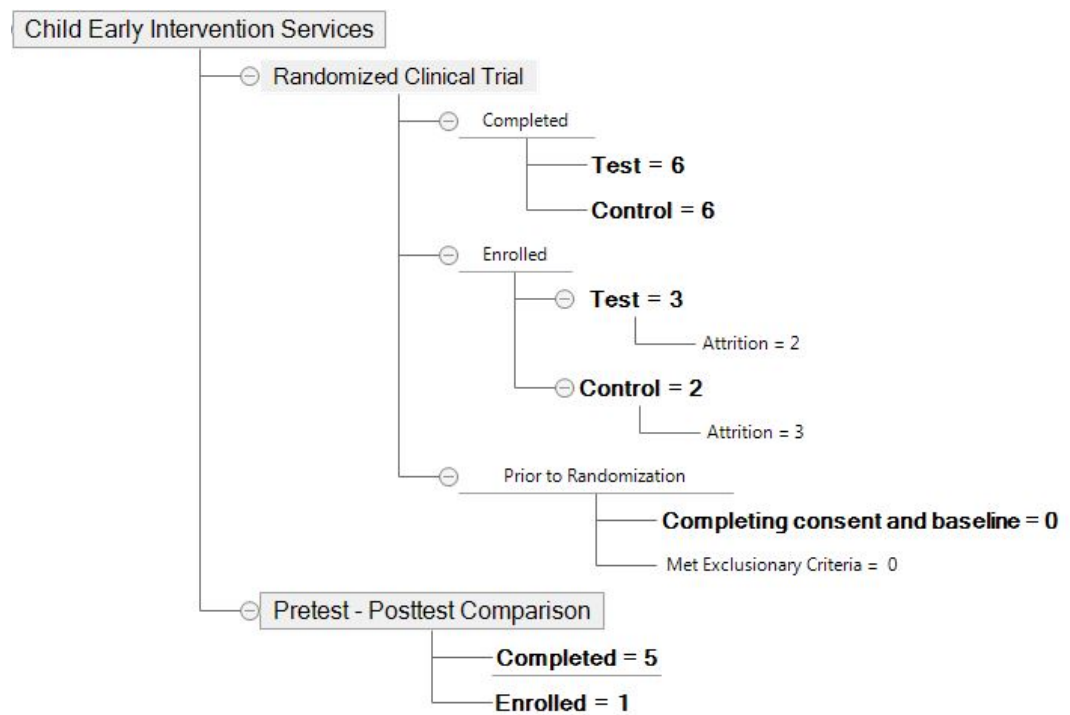 Child Early Intervention Services
Randomized Clinical Trial
Completed
Test = 6
Control = 6
Enrolled
Test = 3
Attrition = 2
Control = 2
Attrition = 3
Prior to Randomization
Completing consent and baseline = 0
Met Exclusionary Criteria = 0
Pretest - Posttest Comparison
Completed = 5
Enrolled = 1